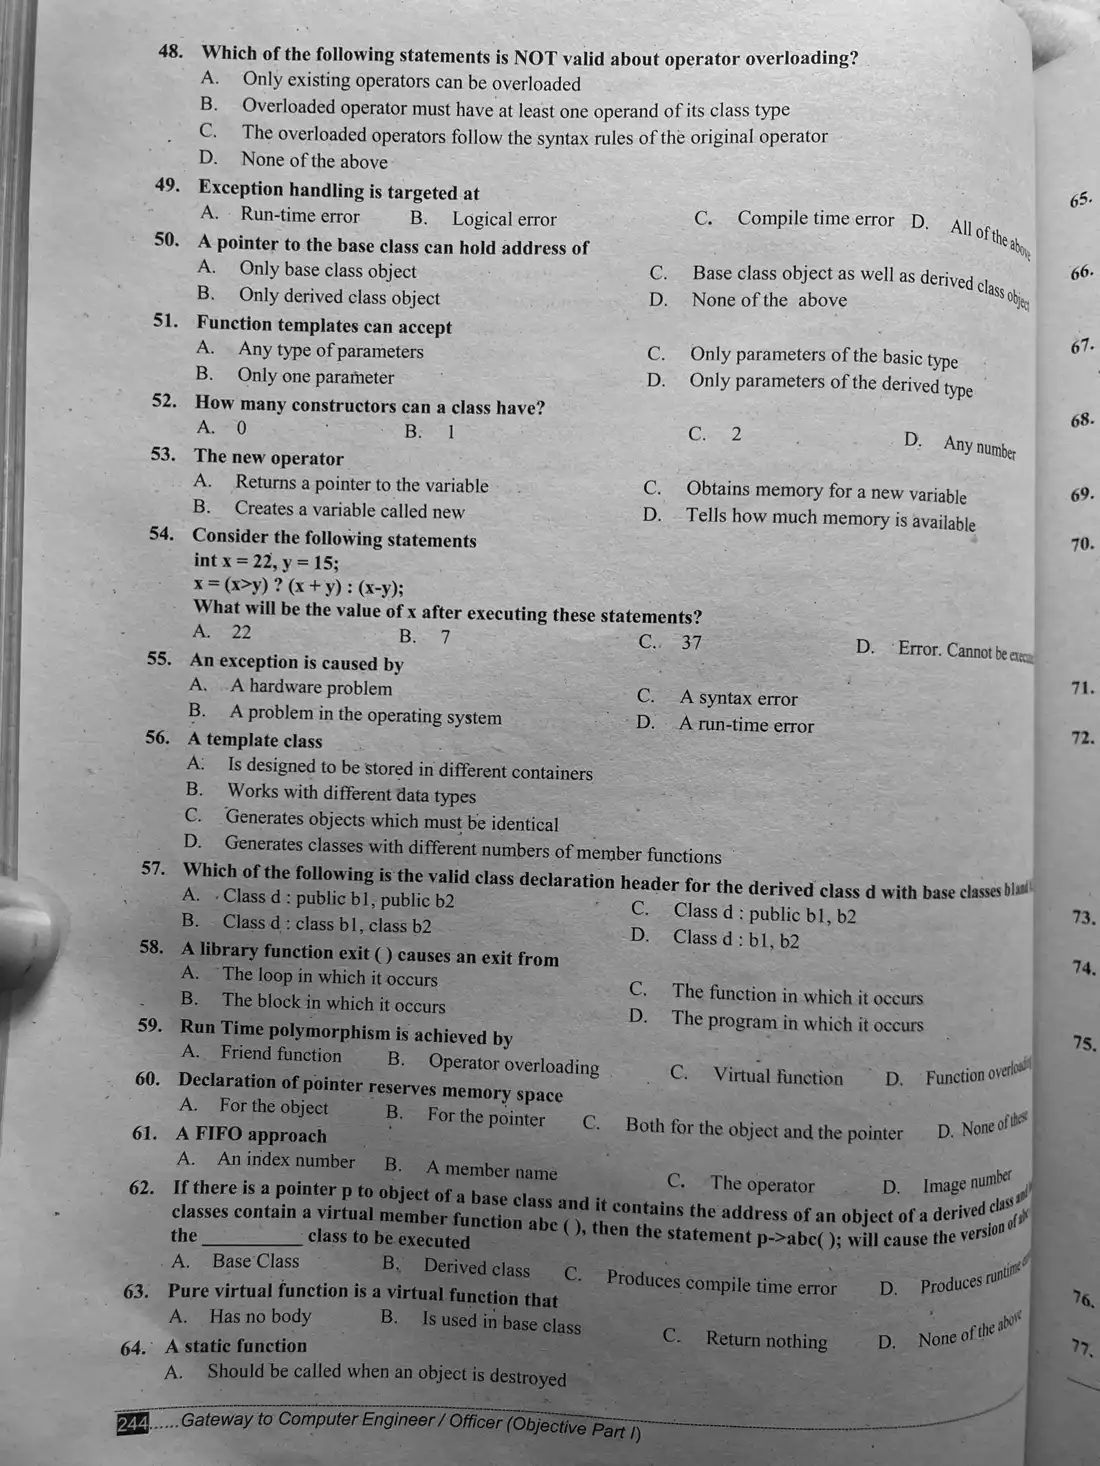 48. Which of the following statements is NOT valid about operator overloading?
A. Only existing operators can be overloaded
B. Overloaded operator must have at least one operand of its class type
C. The overloaded operators follow the syntax rules of the original operator
D. None of the above
49. Exception handling is targeted at
A. Run-time error B. Logical error C. Compile time error D. All of the above
50. A pointer to the base class can hold address of
A. Only base class object C. Base class object as well as derived class object
B. Only derived class object D. None of the above
51. Function templates can accept
A. Any type of parameters C. Only parameters of the basic type
B. Only one parameter D. Only parameters of the derived type
52. How many constructors can a class have?
A. 0 B. 1 C. 2 D. Any number
53. The new operator
A. Returns a pointer to the variable C. Obtains memory for a new variable
B. Creates a variable called new D. Tells how much memory is available
54. Consider the following statements
int x = 22, y = 15;
x = (x>y) ? (x + y) : (x-y);
What will be the value of x after executing these statements?
A. 22 B. 7 C. 37 D. Error. Cannot be
55. An exception is caused by
A. A hardware problem C. A syntax error
B. A problem in the operating system D. A run-time error
56. A template class
A. Is designed to be stored in different containers
B. Works with different data types
C. Generates objects which must be identical
D. Generates classes with different numbers of member functions
57. Which of the following is the valid class declaration header for the derived class d with base classes b1 and
A. Class d : public b1, public b2 C. Class d : public b1, b2
B. Class d : class b1, class b2 D. Class d : b1, b2
58. A library function exit ( ) causes an exit from
A. The loop in which it occurs C. The function in which it occurs
B. The block in which it occurs D. The program in which it occurs
59. Run Time polymorphism is achieved by
A. Friend function B. Operator overloading C. Virtual function D. Function overloading
60. Declaration of pointer reserves memory space
A. For the object B. For the pointer C. Both for the object and the pointer D. None of these
61. A FIFO approach
A. An index number B. A member name C. The operator D. Image number
62. If there is a pointer p to object of a base class and it contains the address of an object of a derived class and
classes contain a virtual member function abc ( ), then the statement p->abc( ); will cause the version of
the __________ class to be executed
A. Base Class B. Derived class C. Produces compile time error D. Produces runtime
63. Pure virtual function is a virtual function that
A. Has no body B. Is used in base class C. Return nothing D. None of the above
64. A static function
A. Should be called when an object is destroyed
244......Gateway to Computer Engineer / Officer (Objective Part I)
65.
66.
67.
68.
69.
70.
71.
72.
73.
74.
75.
76.
77.